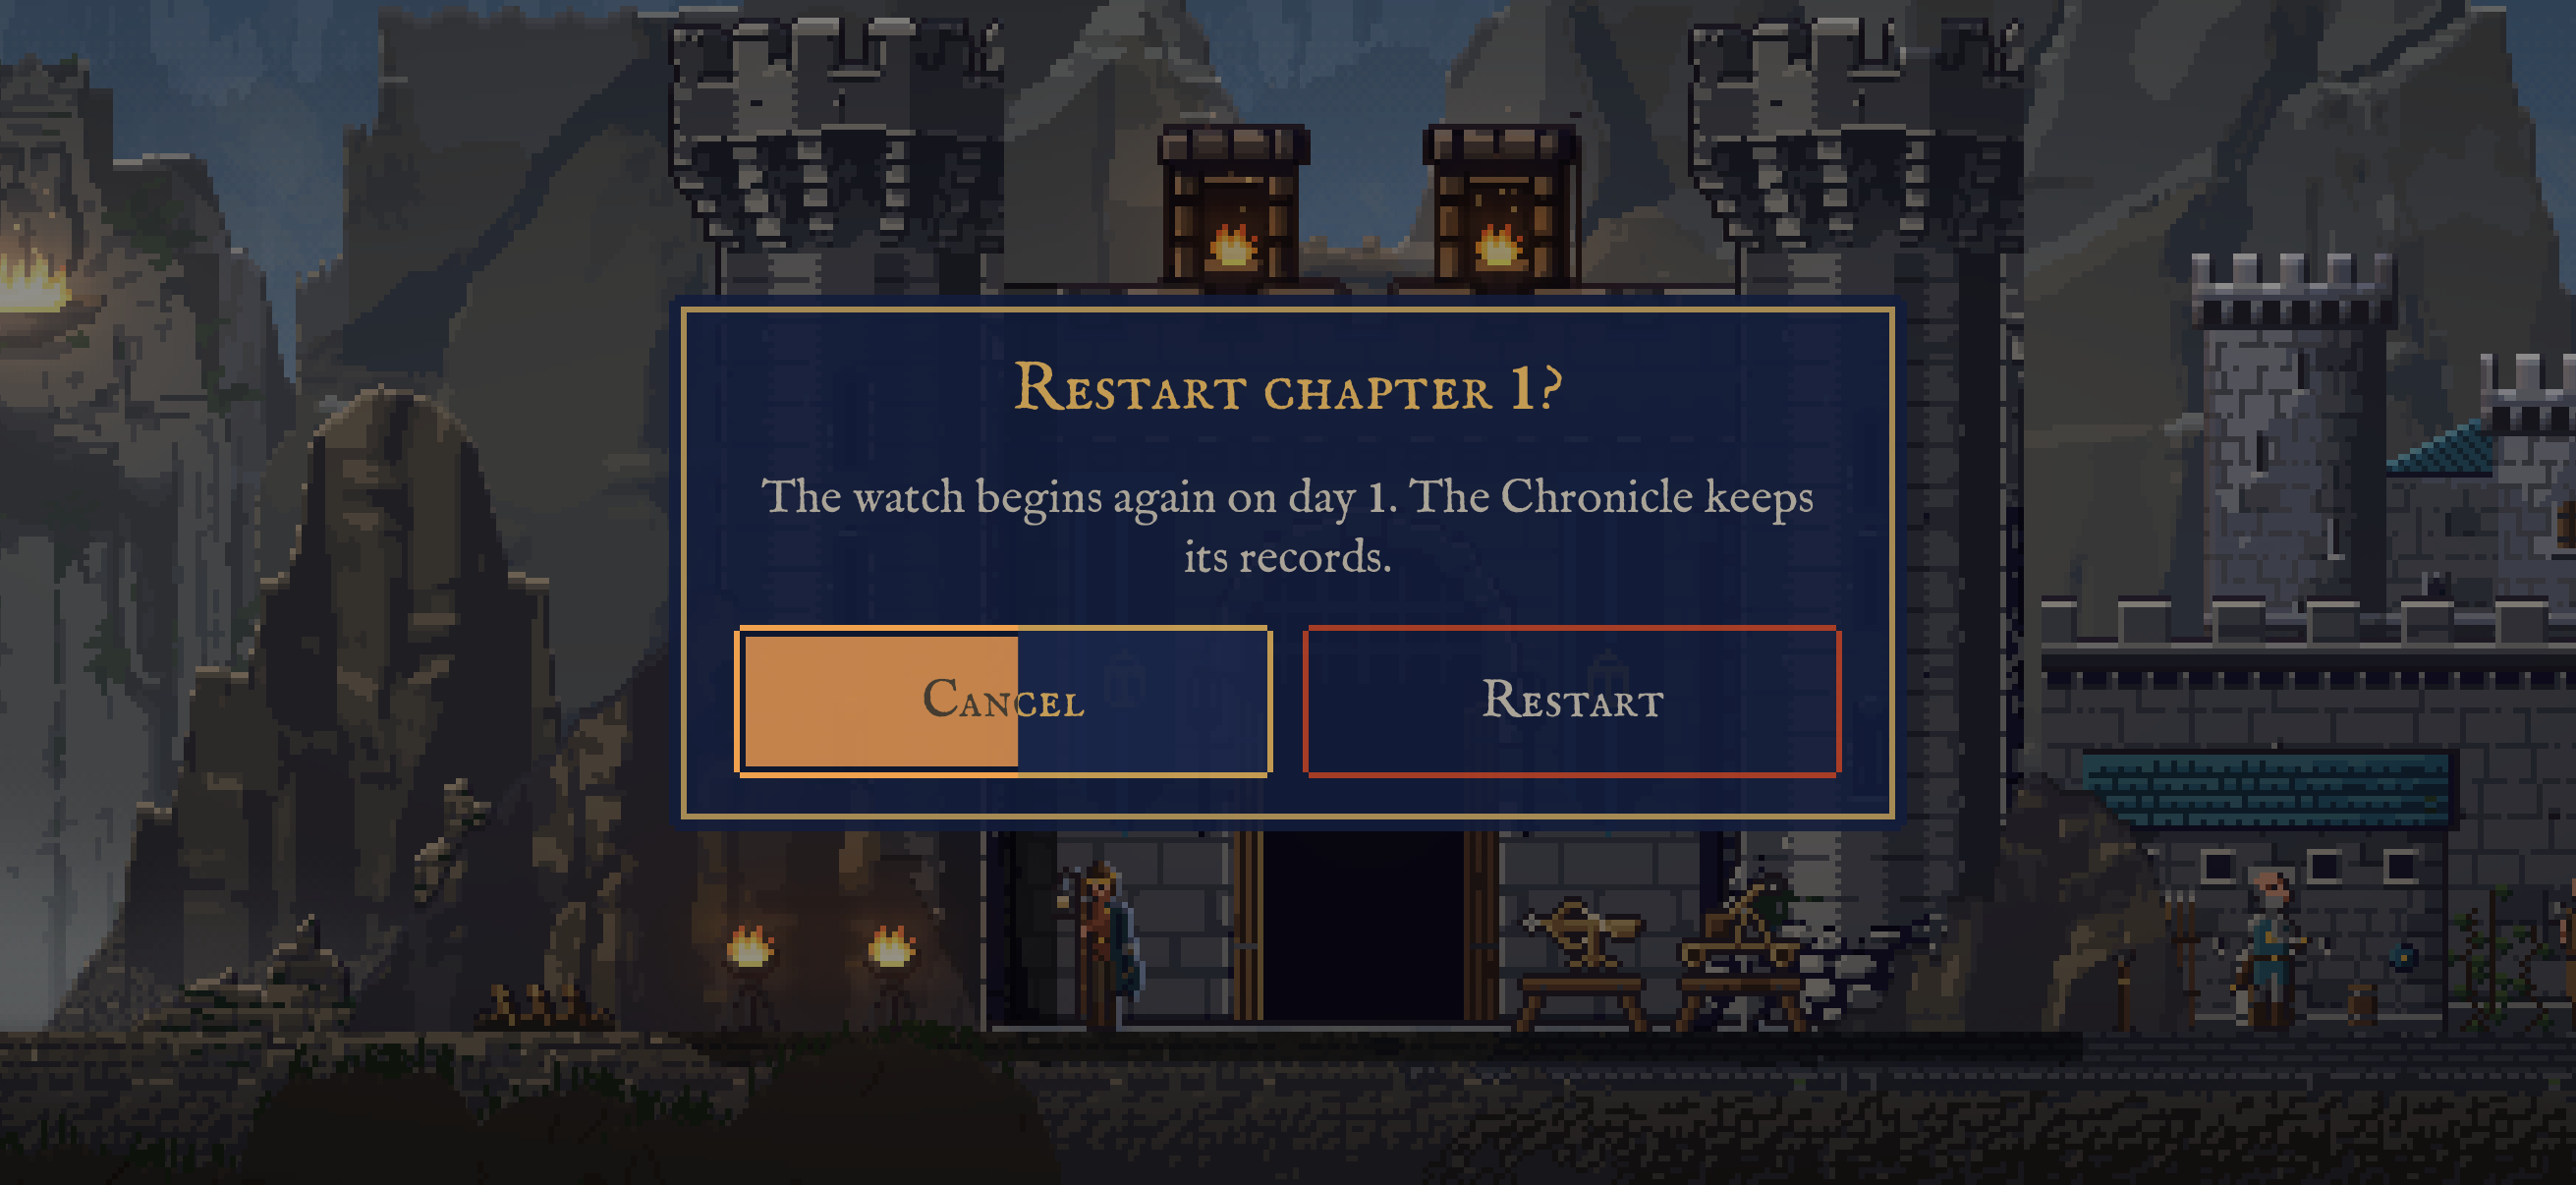 Restart chapter 1?
The watch begins again on day 1. The Chronicle keeps
its records.
Cancel
Restart